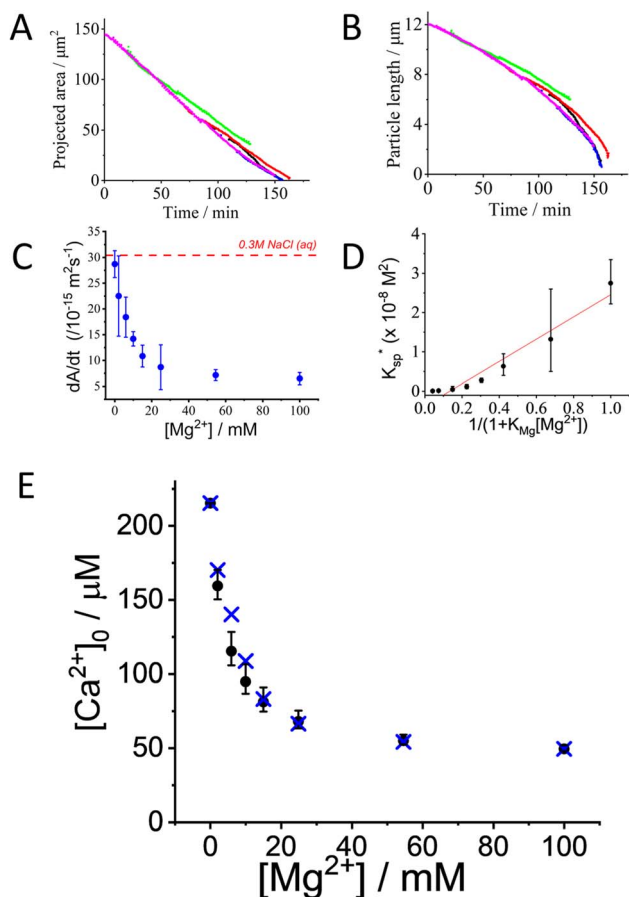 A
B
Projected area / μm²
150
100
50
0
0 50 100 150
Time / min
Particle length / μm
12
8
4
0
0 50 100 150
Time / min
C
D
dA/dt (/10⁻¹⁵ m²s⁻¹)
35
30
25
20
15
10
5
0.3M NaCl (aq)
0 20 40 60 80 100
[Mg²⁺] / mM
Kₛₚ* (x 10⁻⁸ M²)
4
3
2
1
0
0.0 0.2 0.4 0.6 0.8 1.0
1/(1+K_Mg[Mg²⁺])
E
[Ca²⁺]₀ / μM
200
150
100
50
0
0 20 40 60 80 100
[Mg²⁺] / mM